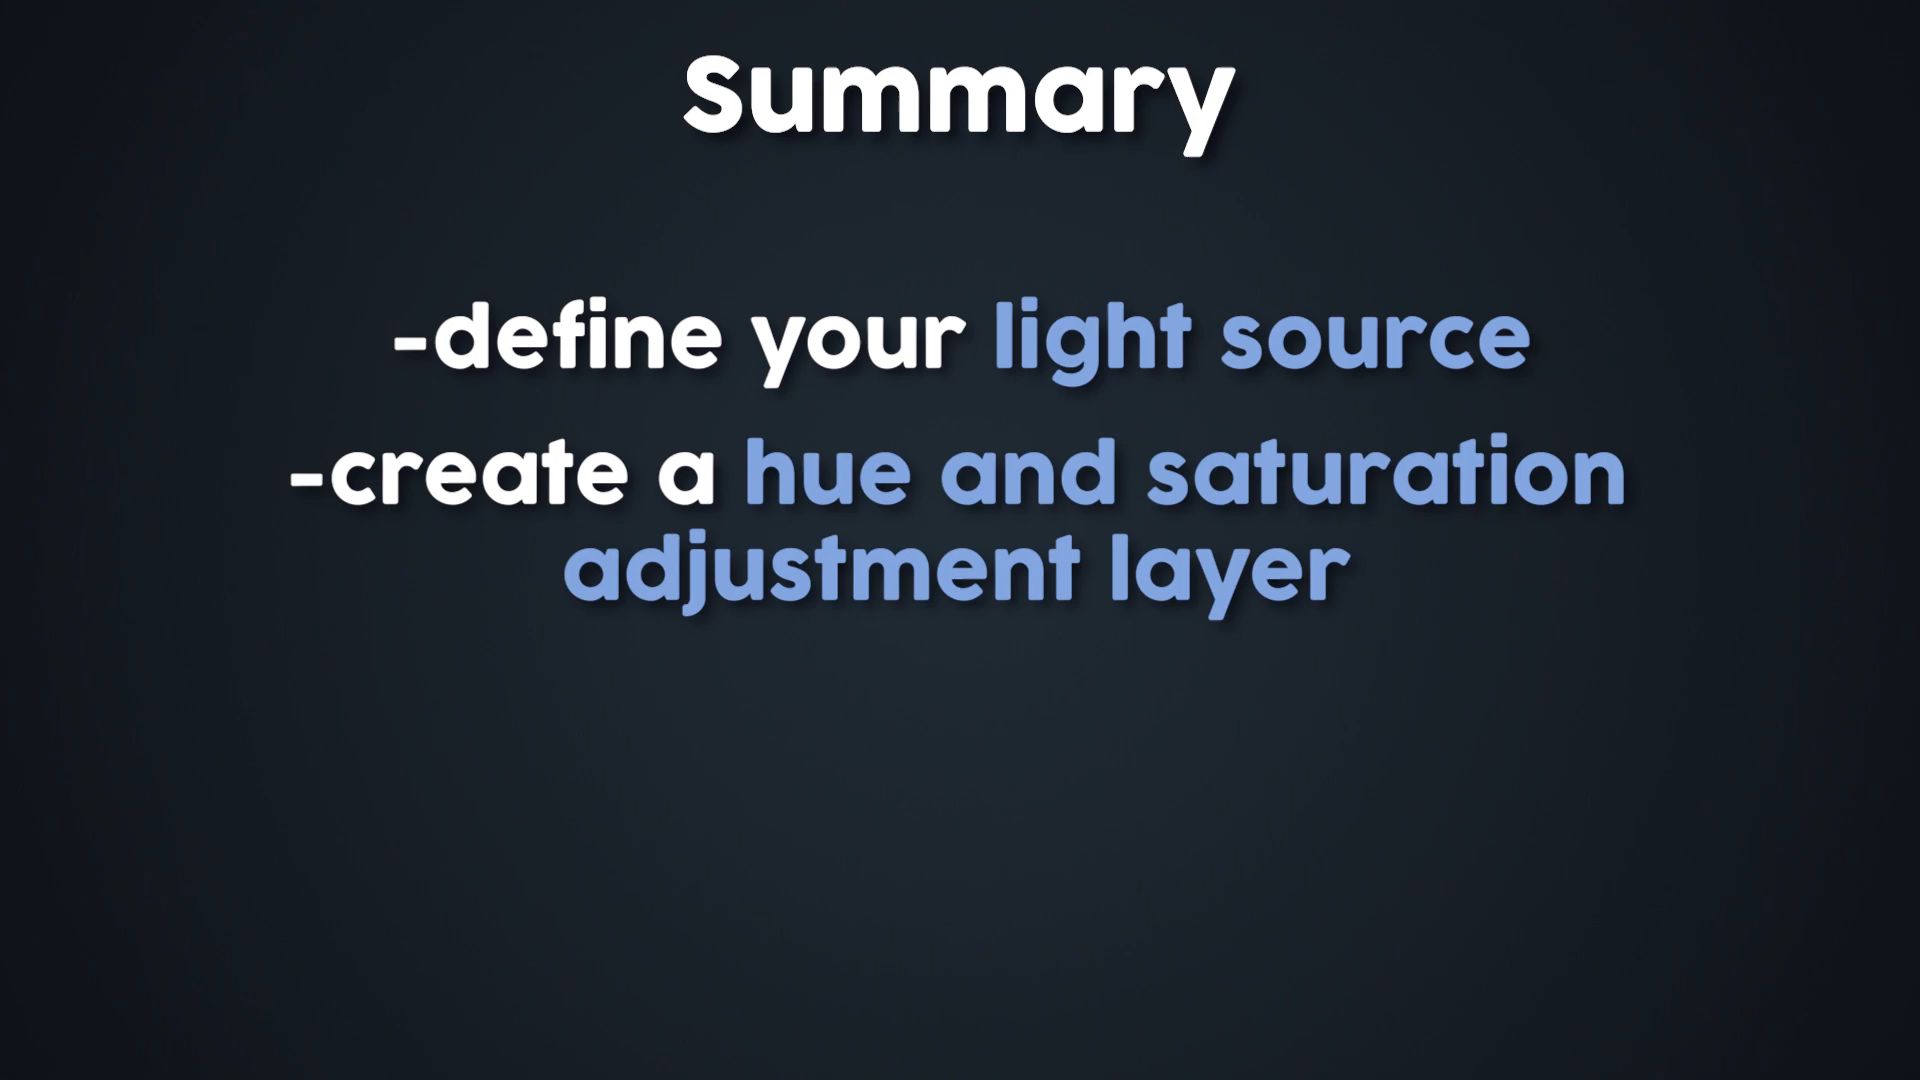 Summary
-define your light source
-create a hue and saturation
adjustment layer